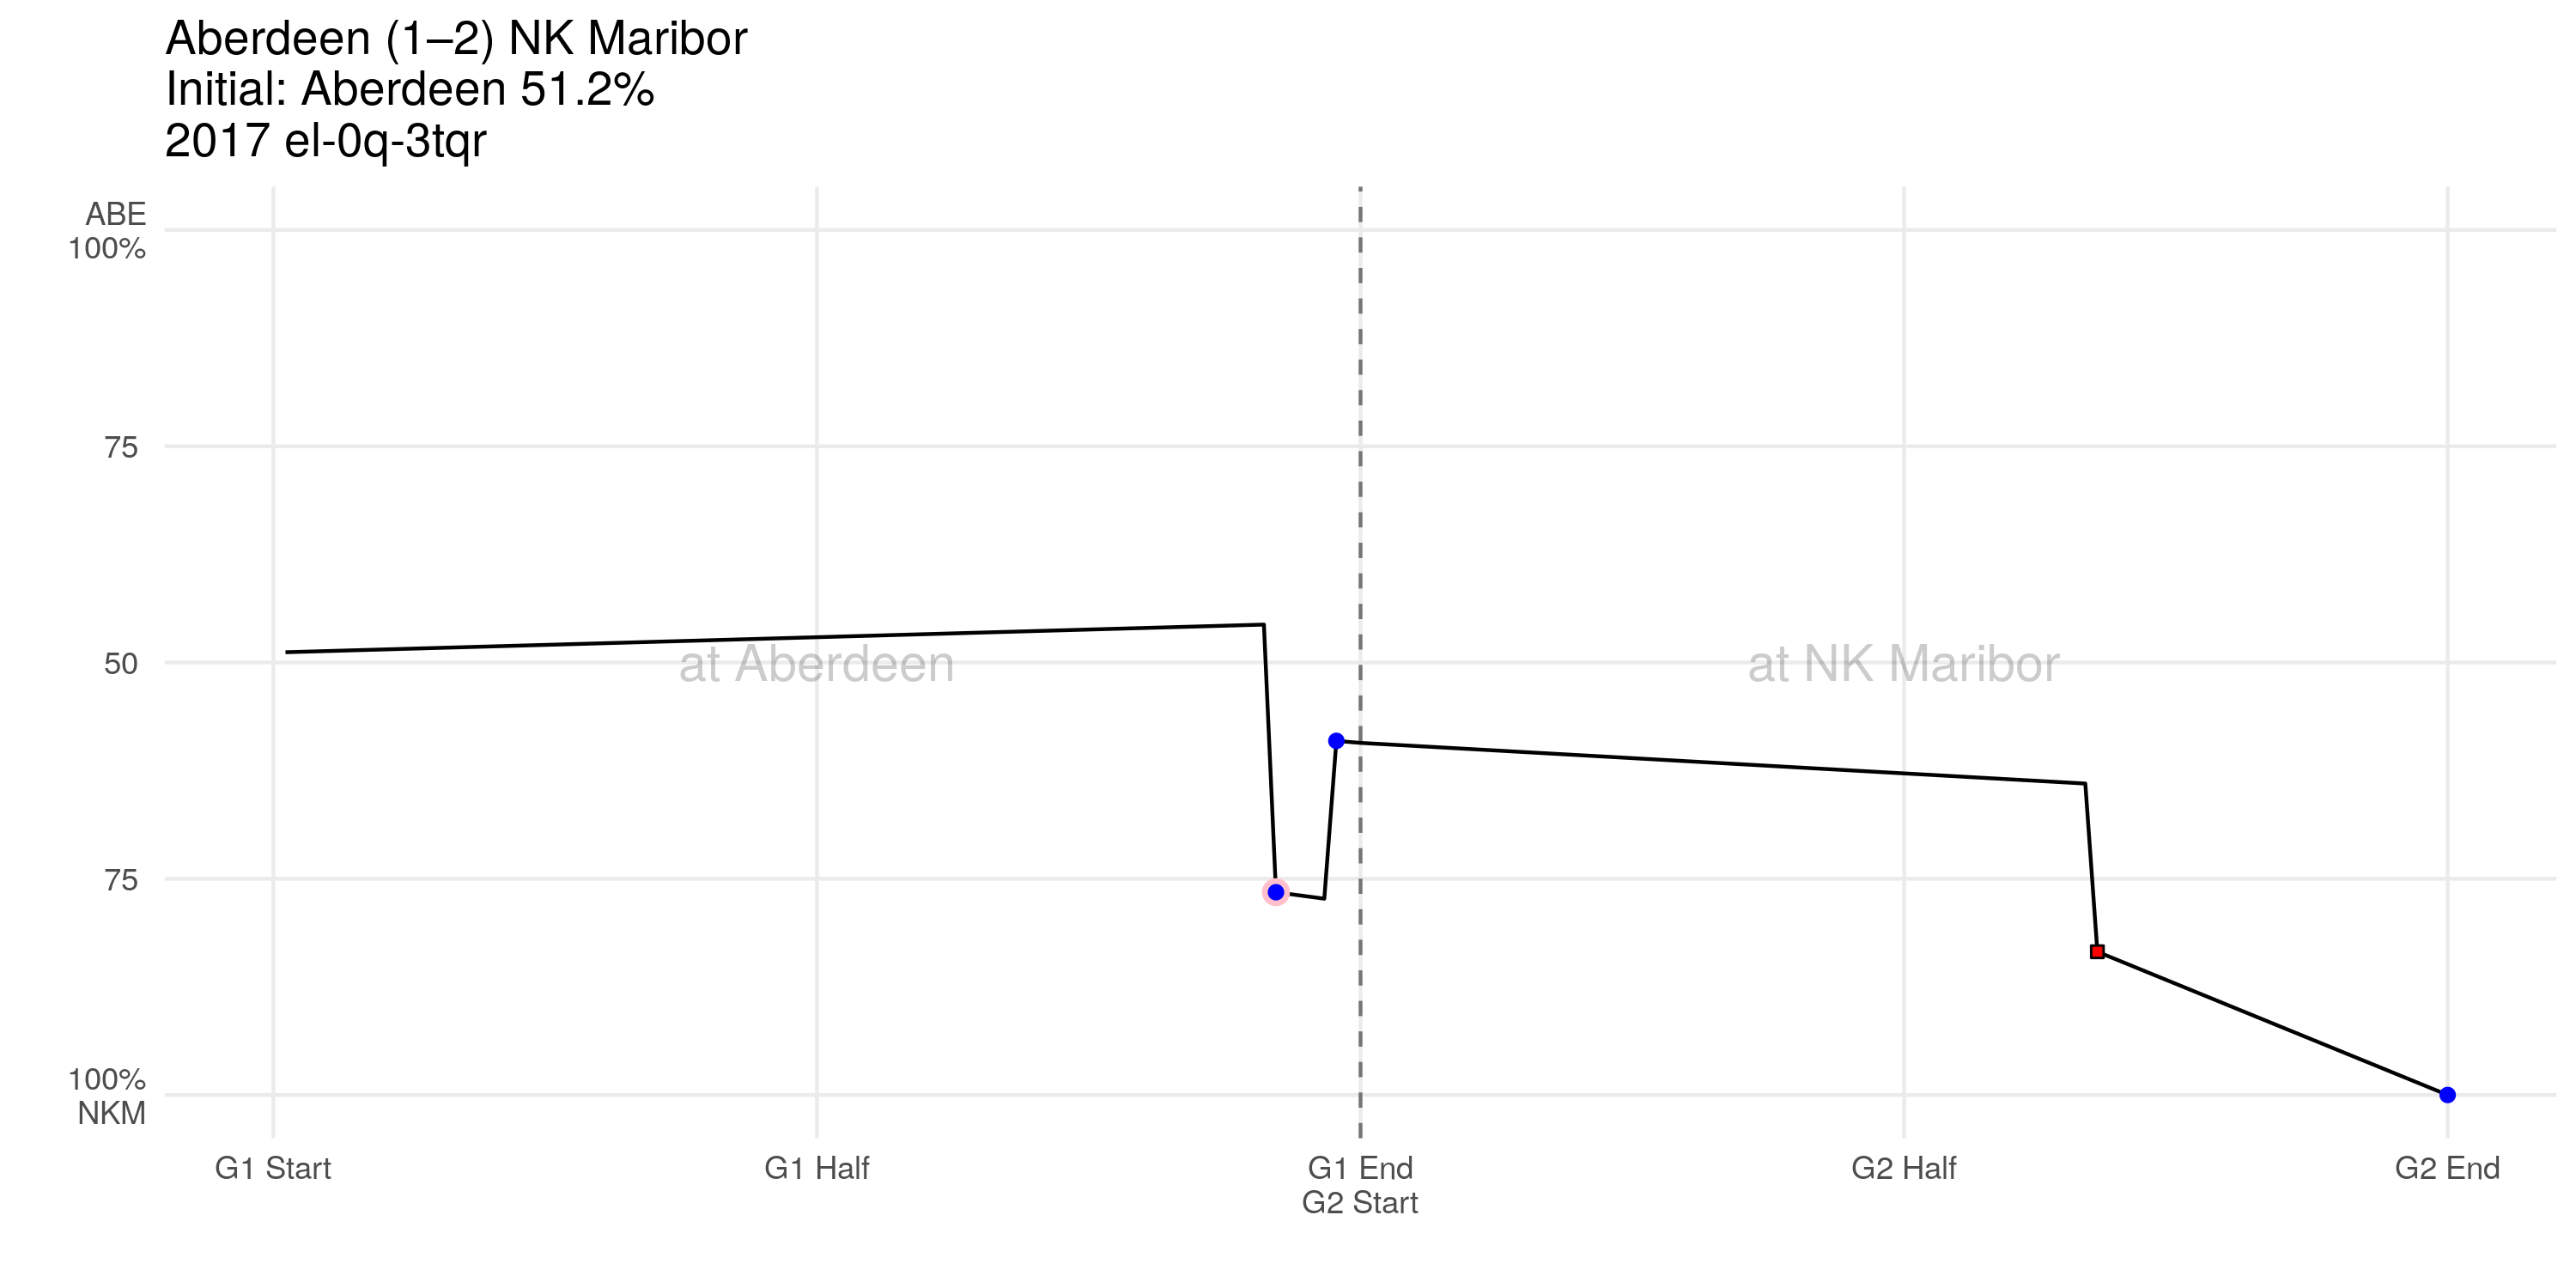 Aberdeen (1–2) NK Maribor
Initial: Aberdeen 51.2%
2017 el-0q-3tqr
ABE
100%
75
50
75
100%
NKM
at Aberdeen
at NK Maribor
G1 Start
G1 Half
G1 End
G2 Start
G2 Half
G2 End